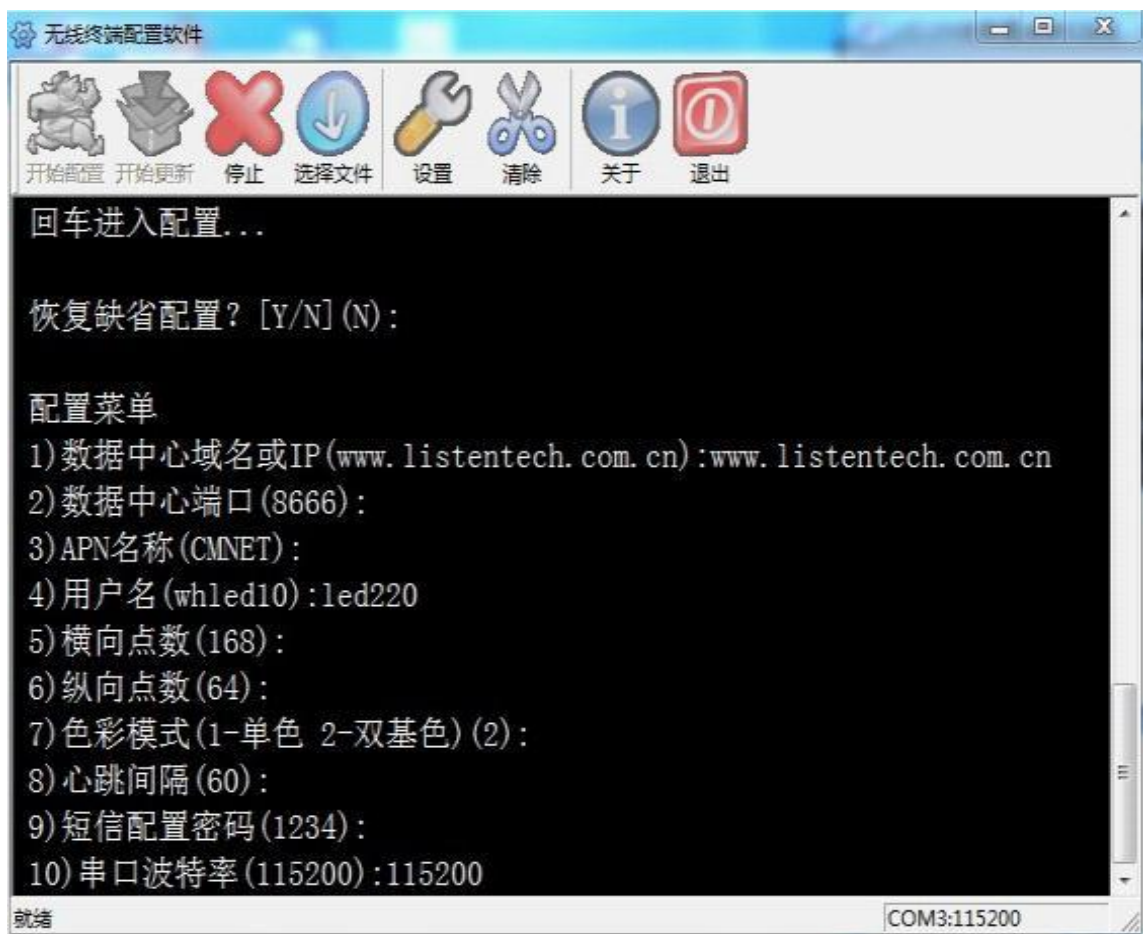 无线终端配置软件
开始配置 开始更新 停止 选择文件 设置 清除 关于 退出
回车进入配置...
恢复缺省配置? [Y/N](N):
配置菜单
1)数据中心域名或IP(www.listentech.com.cn):www.listentech.com.cn
2)数据中心端口(8666):
3)APN名称(CMNET):
4)用户名(whled10):led220
5)横向点数(168):
6)纵向点数(64):
7)色彩模式(1-单色 2-双基色)(2):
8)心跳间隔(60):
9)短信配置密码(1234):
10)串口波特率(115200):115200
就绪 COM3:115200